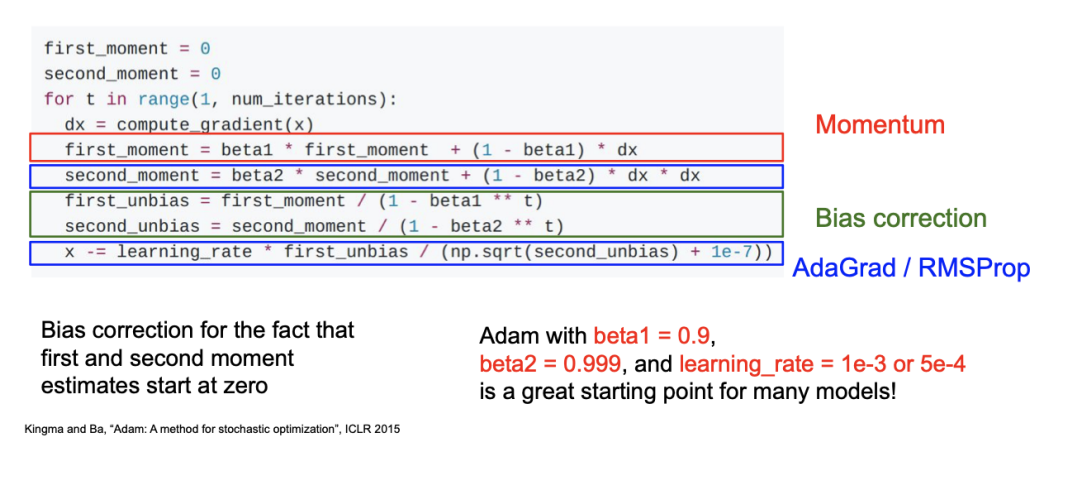 first_moment = 0
second_moment = 0
for t in range(1, num_iterations):
dx = compute_gradient(x)
first_moment = beta1 * first_moment + (1 - beta1) * dx
Momentum
second_moment = beta2 * second_moment + (1 - beta2) * dx * dx
first_unbias = first_moment / (1 - beta1 ** t)
second_unbias = second_moment / (1 - beta2 ** t)
Bias correction
x -= learning_rate * first_unbias / (np.sqrt(second_unbias) + 1e-7))
AdaGrad / RMSProp
Bias correction for the fact that
first and second moment
estimates start at zero
Adam with beta1 = 0.9,
beta2 = 0.999, and learning_rate = 1e-3 or 5e-4
is a great starting point for many models!
Kingma and Ba, “Adam: A method for stochastic optimization”, ICLR 2015